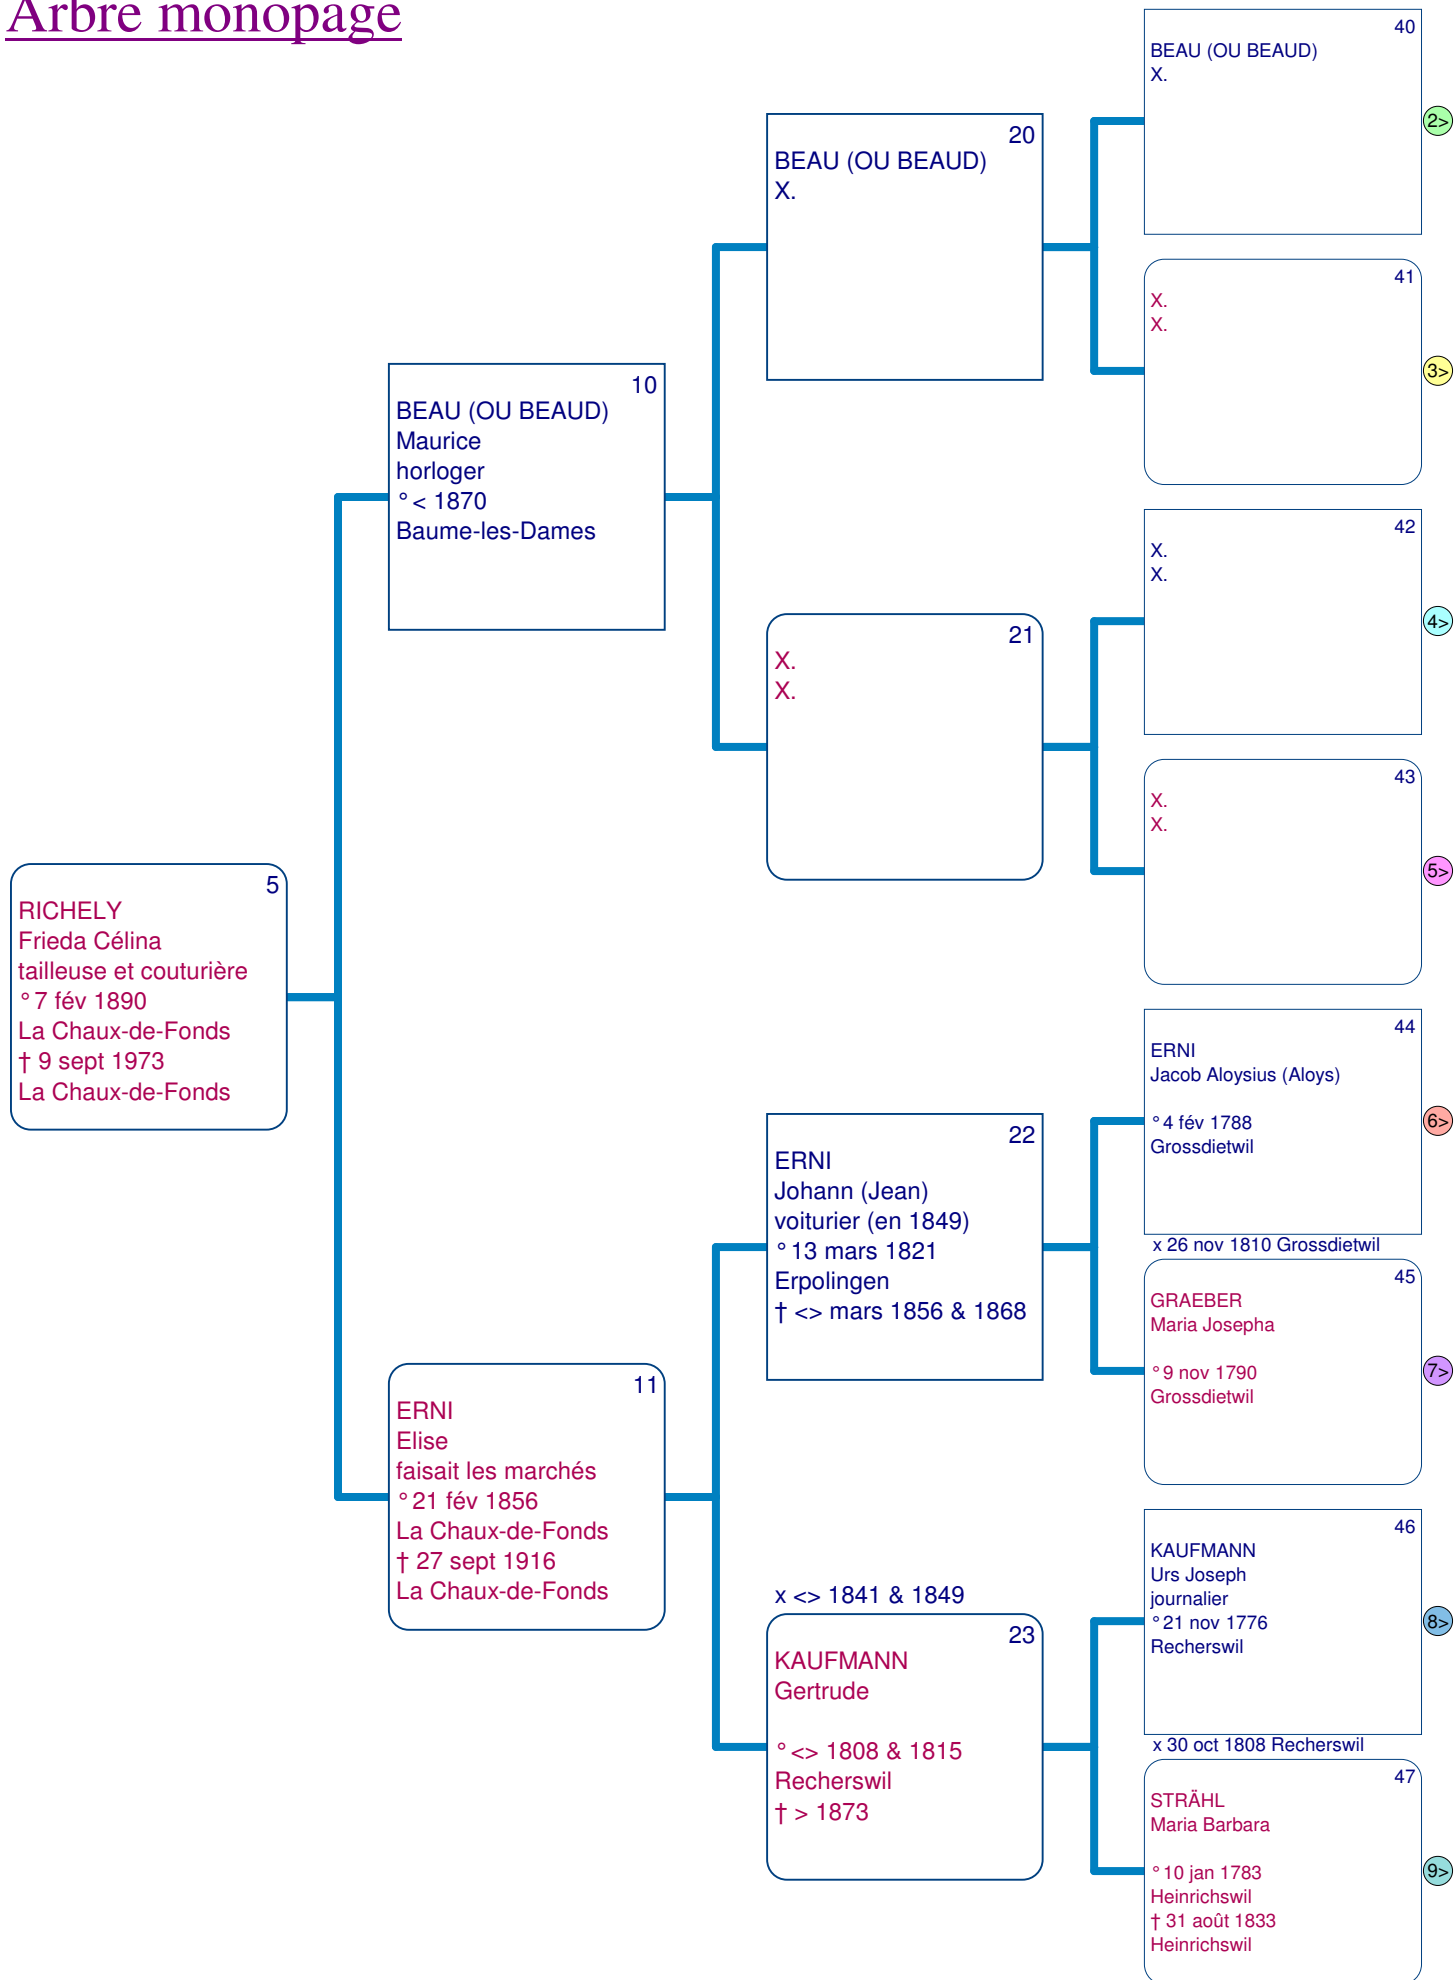 Arbre monopage
5
RICHELY
Frieda Célina
tailleuse et couturière
° 7 fév 1890
La Chaux-de-Fonds
† 9 sept 1973
La Chaux-de-Fonds
10
BEAU (OU BEAUD)
Maurice
horloger
° < 1870
Baume-les-Dames
11
ERNI
Elise
faisait les marchés
° 21 fév 1856
La Chaux-de-Fonds
† 27 sept 1916
La Chaux-de-Fonds
20
BEAU (OU BEAUD)
X.
21
X.
X.
22
ERNI
Johann (Jean)
voiturier (en 1849)
° 13 mars 1821
Erpolingen
† <> mars 1856 & 1868
x <> 1841 & 1849
23
KAUFMANN
Gertrude
° <> 1808 & 1815
Recherswil
† > 1873
40
BEAU (OU BEAUD)
X.
2>
41
X.
X.
3>
42
X.
X.
4>
43
X.
X.
5>
44
ERNI
Jacob Aloysius (Aloys)
° 4 fév 1788
Grossdietwil
6>
x 26 nov 1810 Grossdietwil
45
GRAEBER
Maria Josepha
° 9 nov 1790
Grossdietwil
7>
46
KAUFMANN
Urs Joseph
journalier
° 21 nov 1776
Recherswil
8>
x 30 oct 1808 Recherswil
47
STRÄHL
Maria Barbara
° 10 jan 1783
Heinrichswil
† 31 août 1833
Heinrichswil
9>